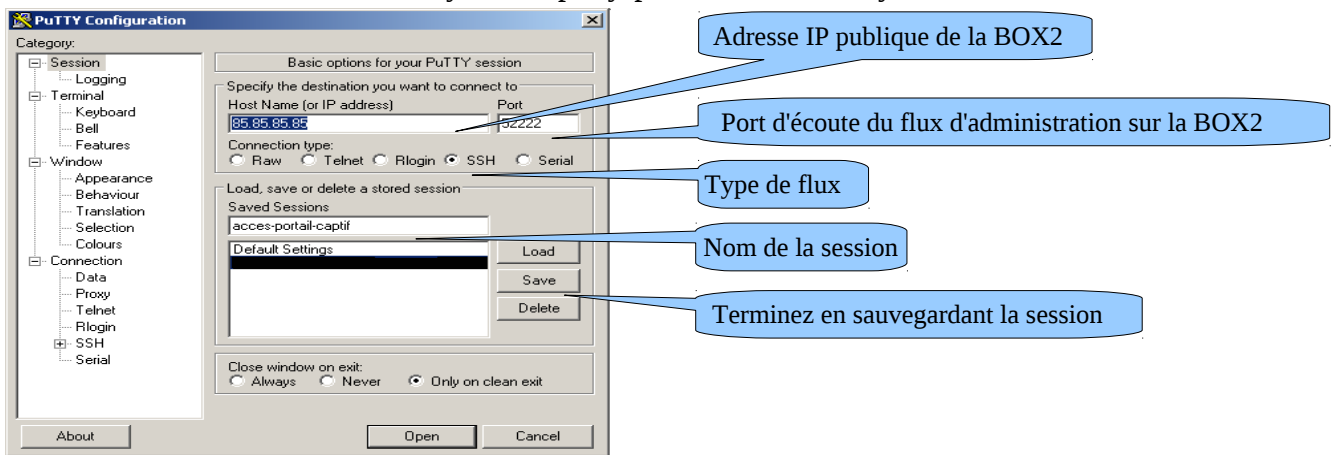 PuTTY Configuration
Category:
Session
Logging
Terminal
Keyboard
Bell
Features
Window
Appearance
Behaviour
Translation
Selection
Colours
Connection
Data
Proxy
Telnet
Rlogin
SSH
Serial
Basic options for your PuTTY session
Specify the destination you want to connect to
Host Name (or IP address) Port
85.85.85.85 52222
Connection type:
Raw Telnet Rlogin SSH Serial
Load, save or delete a stored session
Saved Sessions
acces-portail-captif
Default Settings
Load
Save
Delete
Close window on exit:
Always Never Only on clean exit
About Open Cancel
Adresse IP publique de la BOX2
Port d'écoute du flux d'administration sur la BOX2
Type de flux
Nom de la session
Terminez en sauvegardant la session